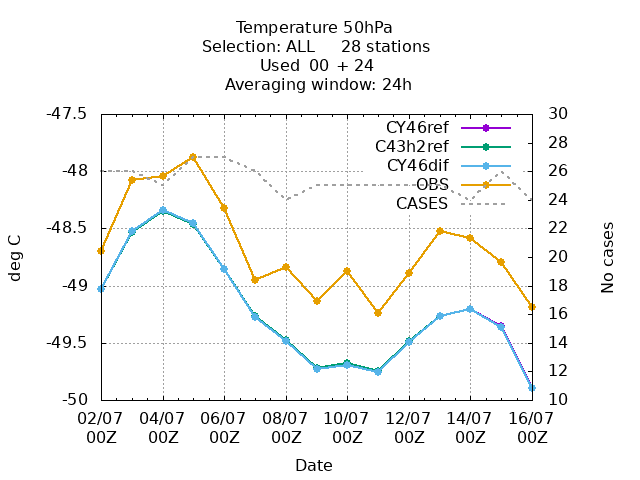 Temperature 50hPa
Selection: ALL 28 stations
Used 00 + 24
Averaging window: 24h
-47.5
-48
-48.5
-49
-49.5
-50
deg C
30
28
26
24
22
20
18
16
14
12
10
No cases
CY46ref
C43h2ref
CY46dif
OBS
CASES
02/07 04/07 06/07 08/07 10/07 12/07 14/07 16/07
00Z 00Z 00Z 00Z 00Z 00Z 00Z 00Z
Date